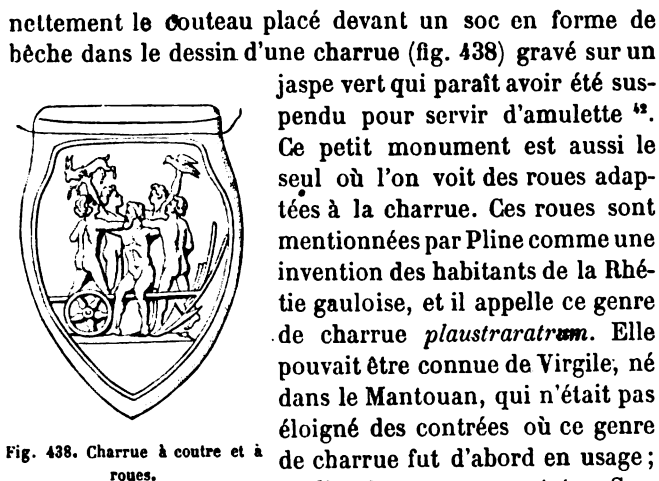 nettement le couteau placé devant un soc en forme de
bêche dans le dessin d'une charrue (fig. 438) gravé sur un
jaspe vert qui paraît avoir été sus-
pendu pour servir d'amulette ⁴².
Ce petit monument est aussi le
seul où l'on voit des roues adap-
tées à la charrue. Ces roues sont
mentionnées par Pline comme une
invention des habitants de la Rhé-
tie gauloise, et il appelle ce genre
de charrue plaustraratrum. Elle
pouvait être connue de Virgile, né
dans le Mantouan, qui n'était pas
éloigné des contrées où ce genre
de charrue fut d'abord en usage ;
Fig. 438. Charrue à coutre et à
roues.